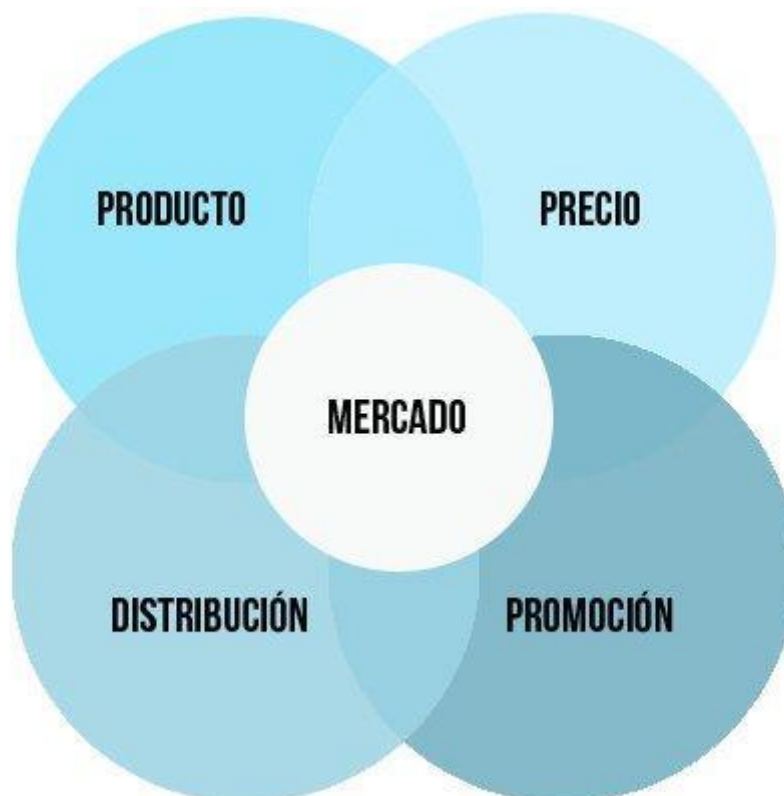 PRODUCTO
PRECIO
MERCADO
DISTRIBUCIÓN
PROMOCIÓN